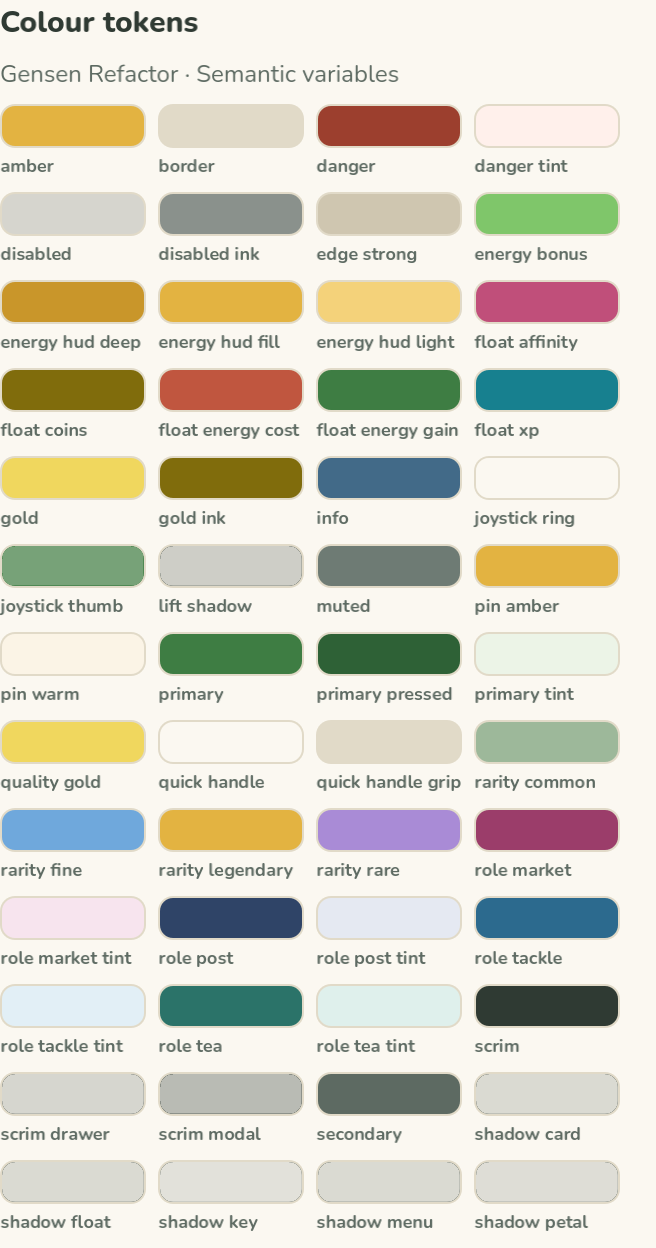 Colour tokens
Gensen Refactor · Semantic variables
amber border danger danger tint
disabled disabled ink edge strong energy bonus
energy hud deep energy hud fill energy hud light float affinity
float coins float energy cost float energy gain float xp
gold gold ink info joystick ring
joystick thumb lift shadow muted pin amber
pin warm primary primary pressed primary tint
quality gold quick handle quick handle grip rarity common
rarity fine rarity legendary rarity rare role market
role market tint role post role post tint role tackle
role tackle tint role tea role tea tint scrim
scrim drawer scrim modal secondary shadow card
shadow float shadow key shadow menu shadow petal